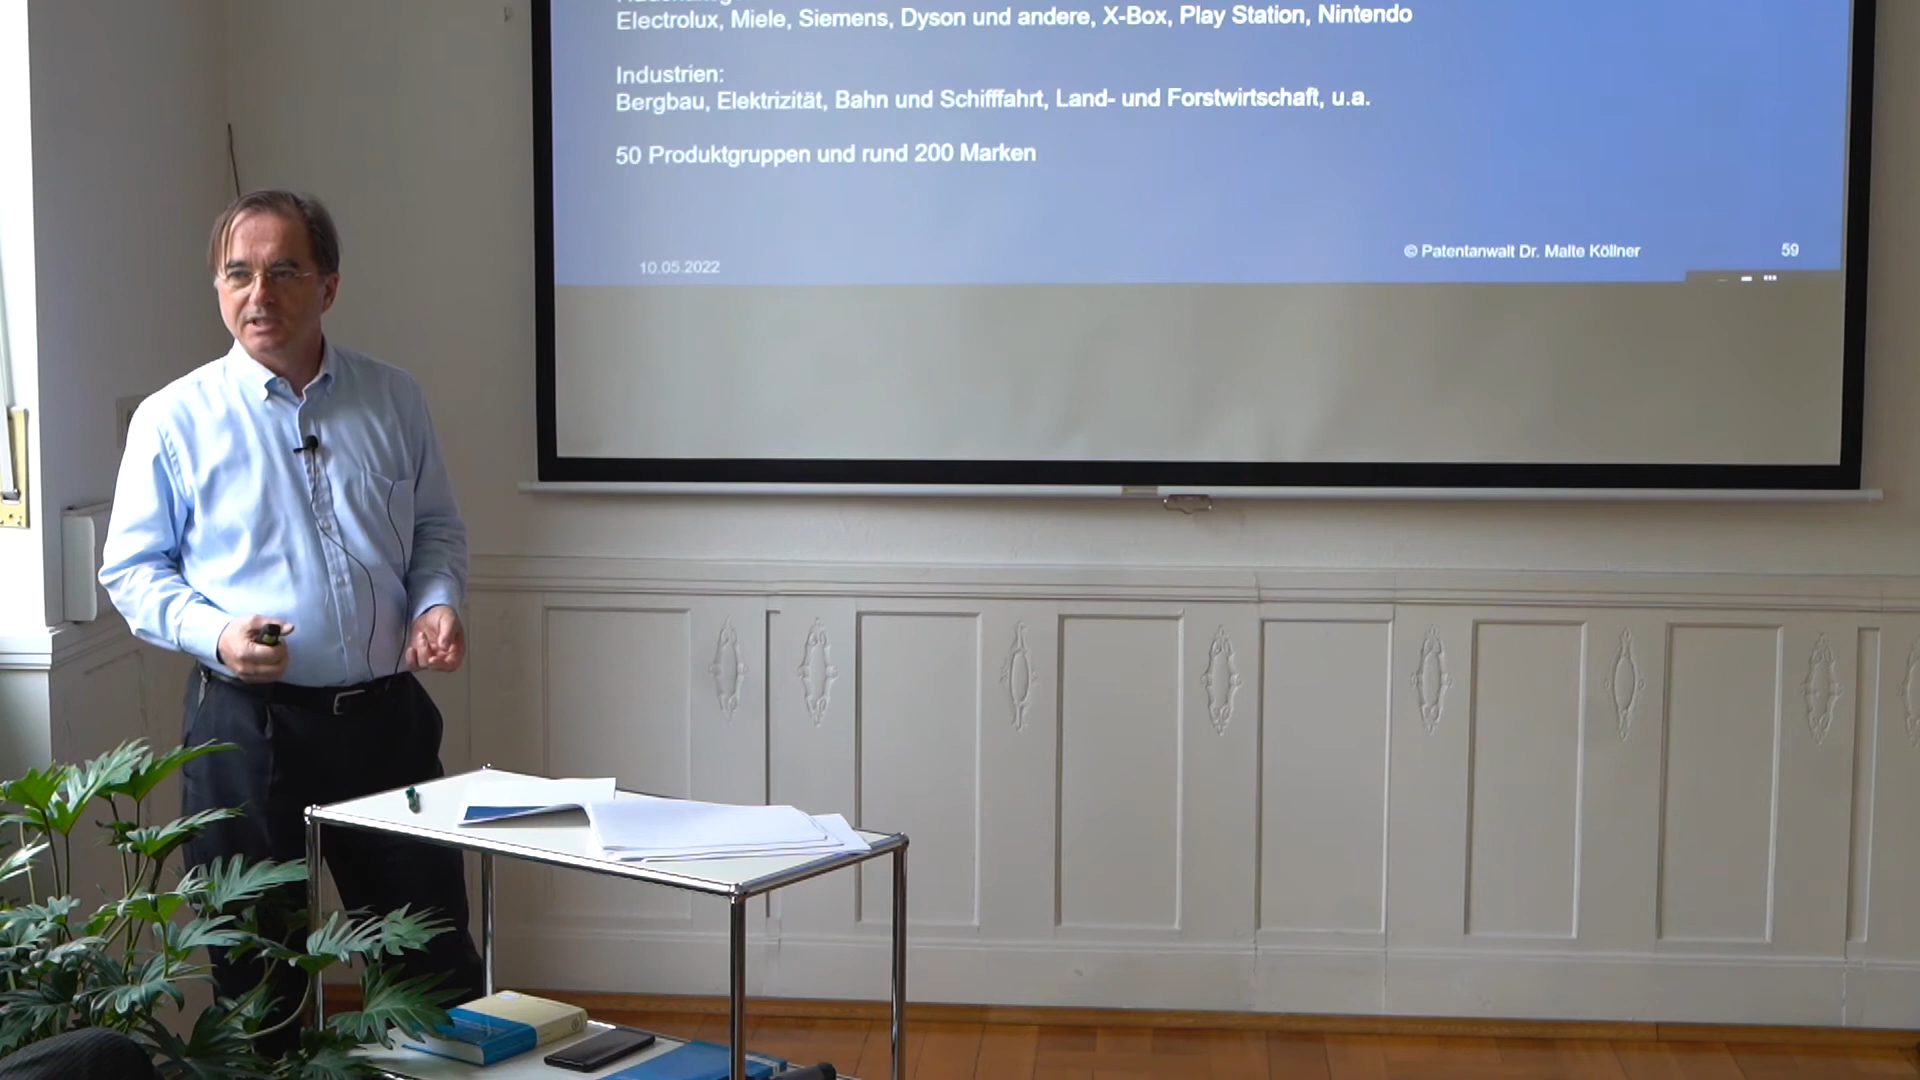 Electrolux, Miele, Siemens, Dyson und andere, X-Box, Play Station, Nintendo
Industrien:
Bergbau, Elektrizität, Bahn und Schifffahrt, Land- und Forstwirtschaft, u.a.
50 Produktgruppen und rund 200 Marken
10.05.2022
© Patentanwalt Dr. Malte Köllner
59